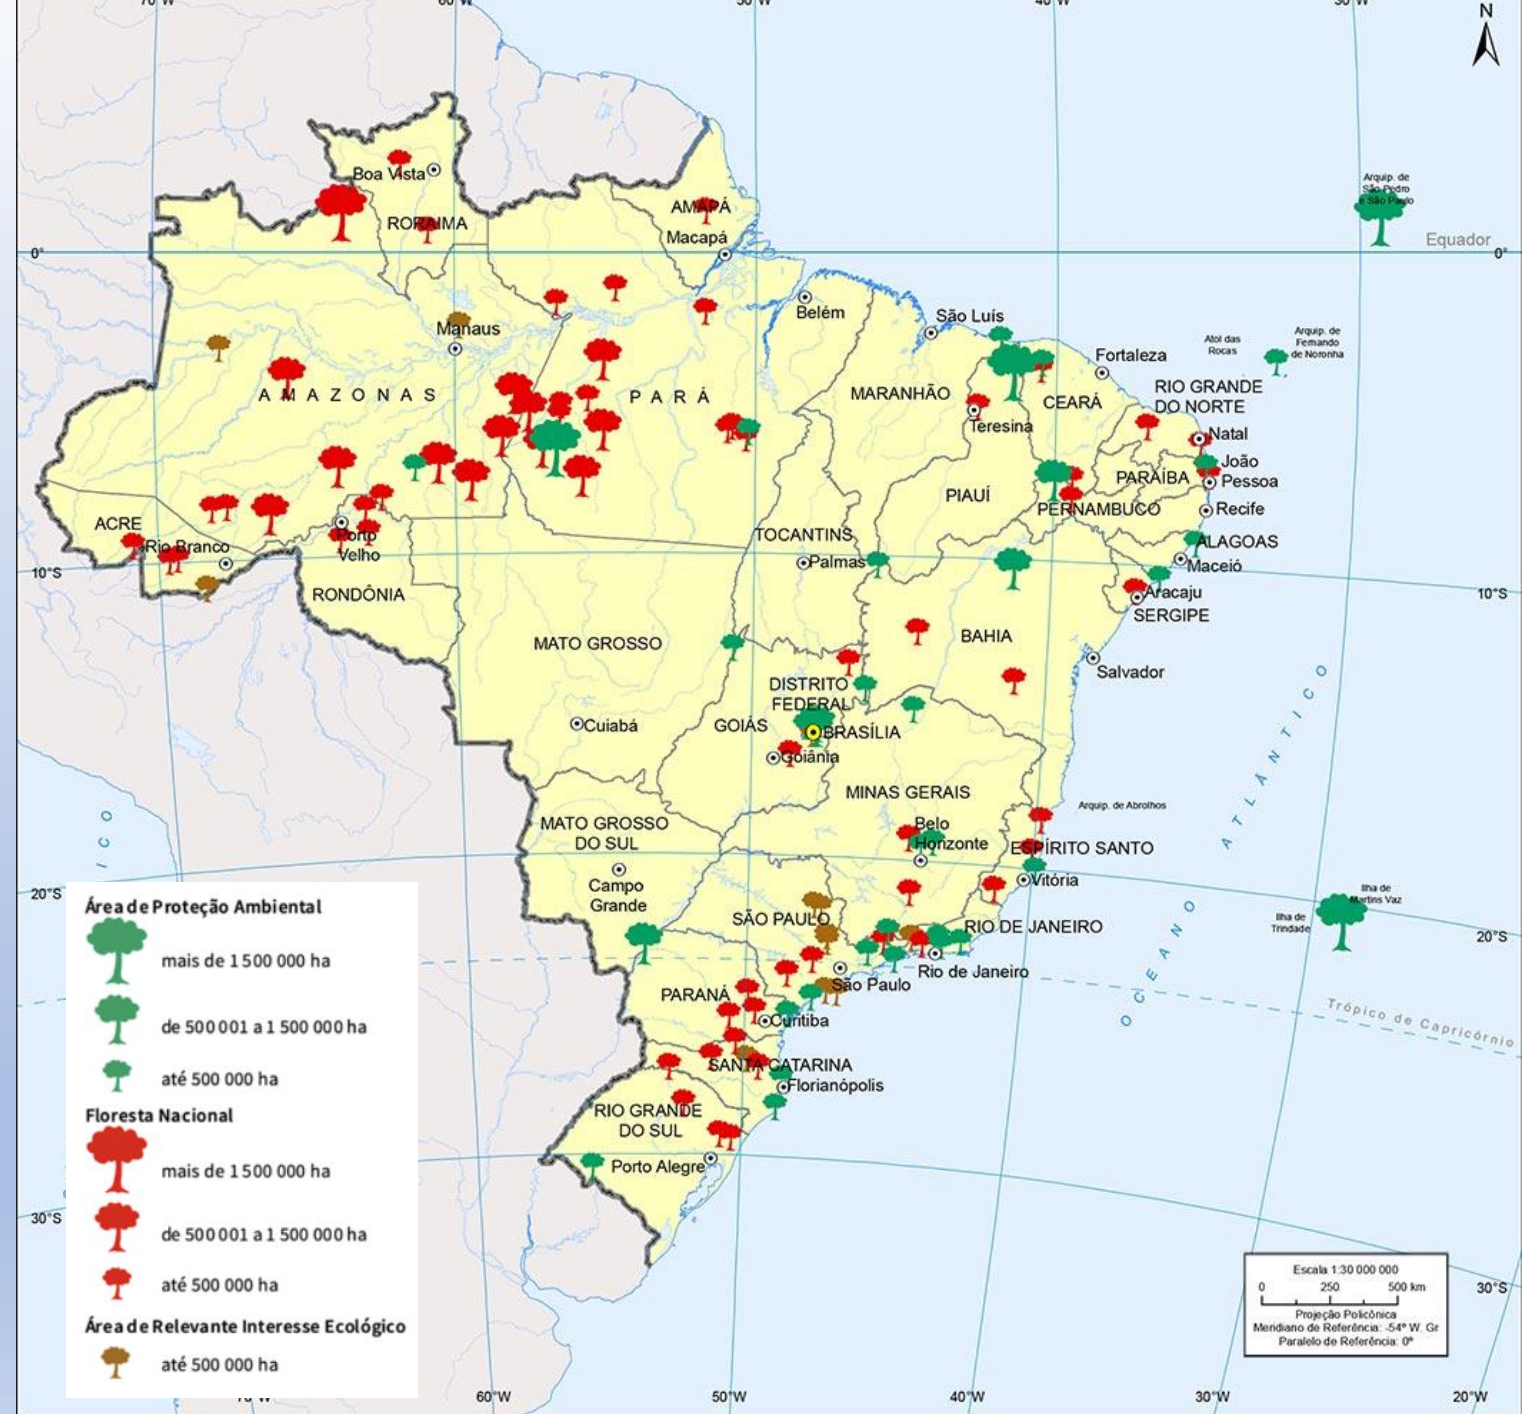 70°W
60°W
50°W
40°W
30°W
N
Arquip. de
São Pedro
e São Paulo
Boa Vista
RORAIMA
AMAPÁ
Macapá
Equador
0°
0°
Belém
Manaus
São Luís
Atol das
Rocas
Arquip. de
Fernando
de Noronha
Fortaleza
AMAZONAS
PARÁ
MARANHÃO
CEARÁ
RIO GRANDE
DO NORTE
Teresina
Natal
João
Pessoa
PARAÍBA
PIAUÍ
PERNAMBUCO
Recife
ACRE
Rio Branco
Porto
Velho
TOCANTINS
Palmas
ALAGOAS
Maceió
10°S
10°S
RONDÔNIA
Aracaju
SERGIPE
MATO GROSSO
BAHIA
Salvador
DISTRITO
FEDERAL
GOIÁS
BRASÍLIA
Cuiabá
Goiânia
OCEANO ATLÂNTICO
ICO
MINAS GERAIS
Arquip. de Abrolhos
MATO GROSSO
DO SUL
Belo
Horizonte
ESPÍRITO SANTO
Campo
Grande
Vitória
20°S
20°S
Ilha de
Martins Vaz
Ilha de
Trindade
SÃO PAULO
RIO DE JANEIRO
Rio de Janeiro
São Paulo
PARANÁ
Curitiba
Trópico de Capricórnio
SANTA CATARINA
Florianópolis
RIO GRANDE
DO SUL
Porto Alegre
30°S
30°S
Área de Proteção Ambiental
mais de 1 500 000 ha
de 500 001 a 1 500 000 ha
até 500 000 ha
Floresta Nacional
mais de 1 500 000 ha
de 500 001 a 1 500 000 ha
até 500 000 ha
Área de Relevante Interesse Ecológico
até 500 000 ha
Escala 1:30 000 000
0 250 500 km
Projeção Policônica
Meridiano de Referência: -54° W. Gr
Paralelo de Referência: 0°
70°W
60°W
50°W
40°W
30°W
20°W